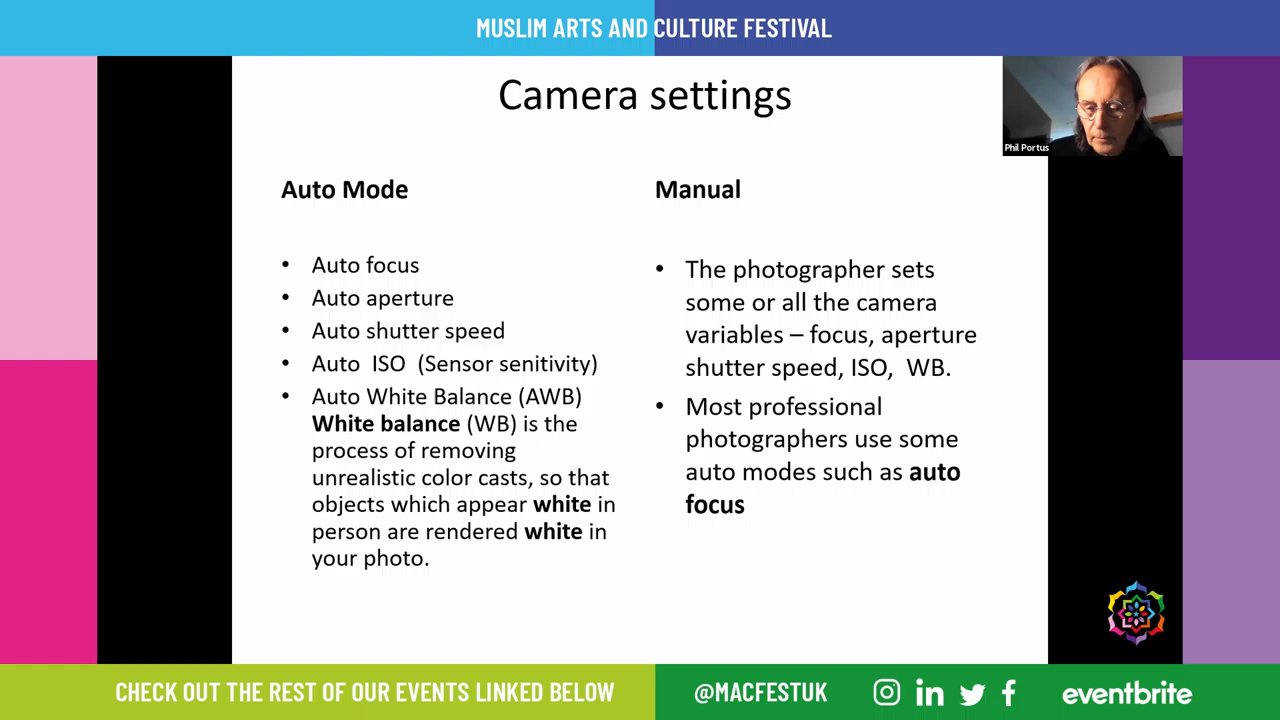 MUSLIM ARTS AND CULTURE FESTIVAL
Camera settings
Phil Portus
Auto Mode
• Auto focus
• Auto aperture
• Auto shutter speed
• Auto ISO (Sensor senitivity)
• Auto White Balance (AWB)
White balance (WB) is the
process of removing
unrealistic color casts, so that
objects which appear white in
person are rendered white in
your photo.
Manual
• The photographer sets
some or all the camera
variables – focus, aperture
shutter speed, ISO, WB.
• Most professional
photographers use some
auto modes such as auto
focus
CHECK OUT THE REST OF OUR EVENTS LINKED BELOW
@MACFESTUK
eventbrite